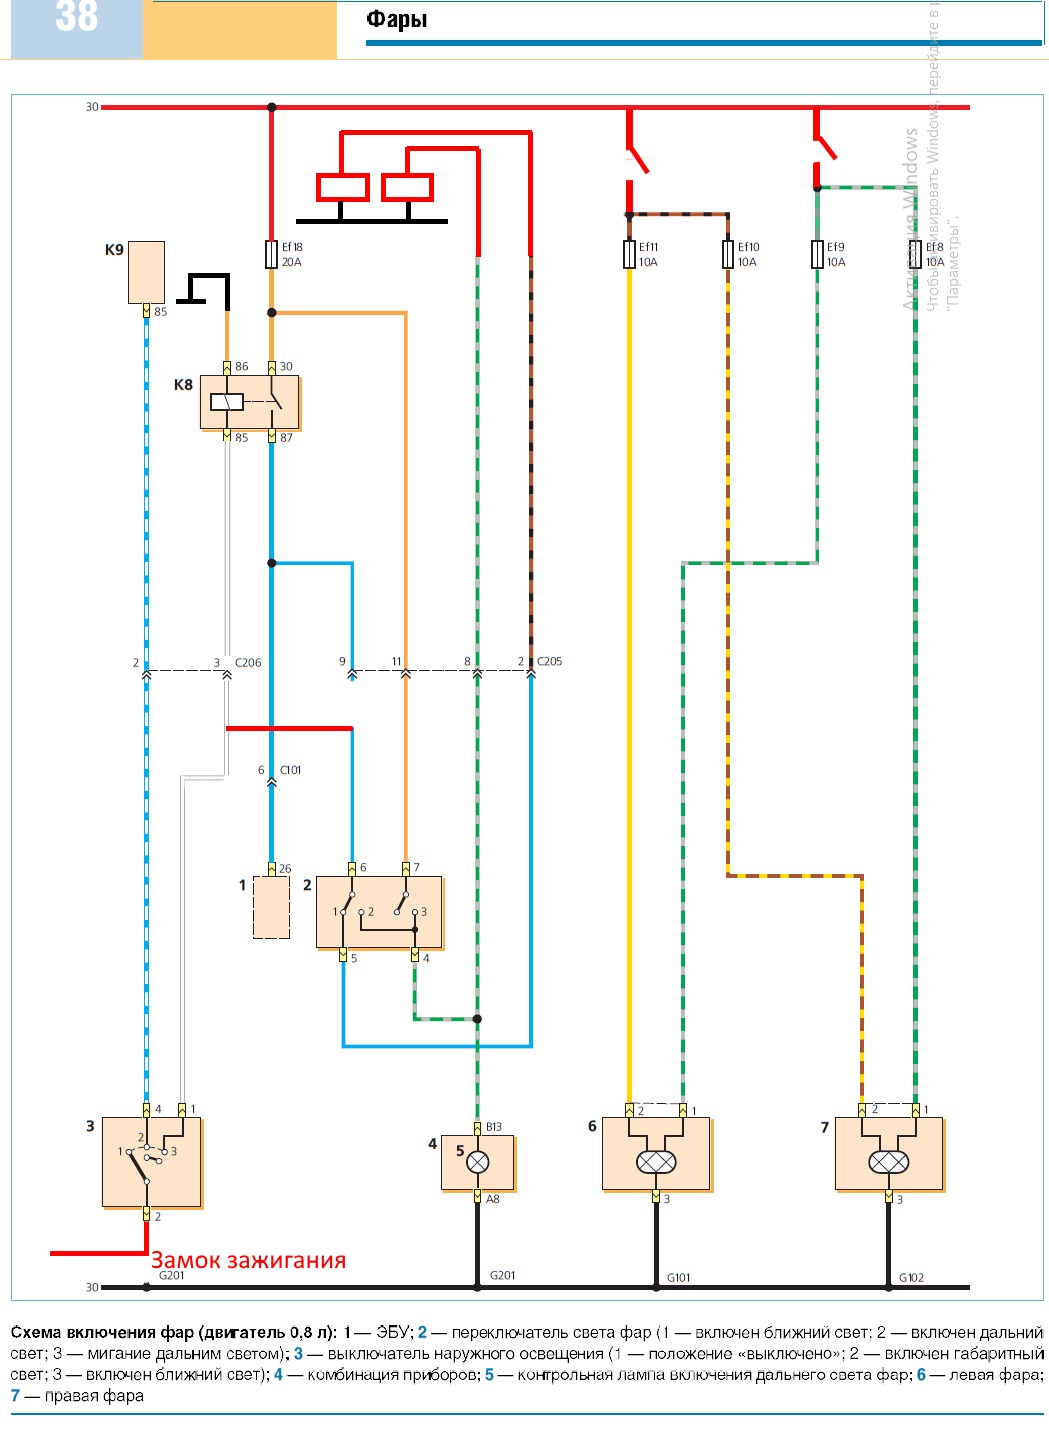 38
Фары
30
Активация Windows
Чтобы активировать Windows, перейдите в р
"Параметры".
K9
85
Ef18
20A
Ef11
10A
Ef10
10A
Ef9
10A
Ef8
10A
86
30
K8
85
87
2
3
C206
9
11
8
2
C205
6
C101
26
1
2
6
7
1
2
3
5
4
3
4
1
2
1
3
2
Замок зажигания
G201
4
5
B13
A8
G201
6
2
1
3
G101
7
2
1
3
G102
30
Схема включения фар (двигатель 0,8 л): 1 — ЭБУ; 2 — переключатель света фар (1 — включен ближний свет; 2 — включен дальний
свет; 3 — мигание дальним светом); 3 — выключатель наружного освещения (1 — положение «выключено»; 2 — включен габаритный
свет; 3 — включен ближний свет); 4 — комбинация приборов; 5 — контрольная лампа включения дальнего света фар; 6 — левая фара;
7 — правая фара